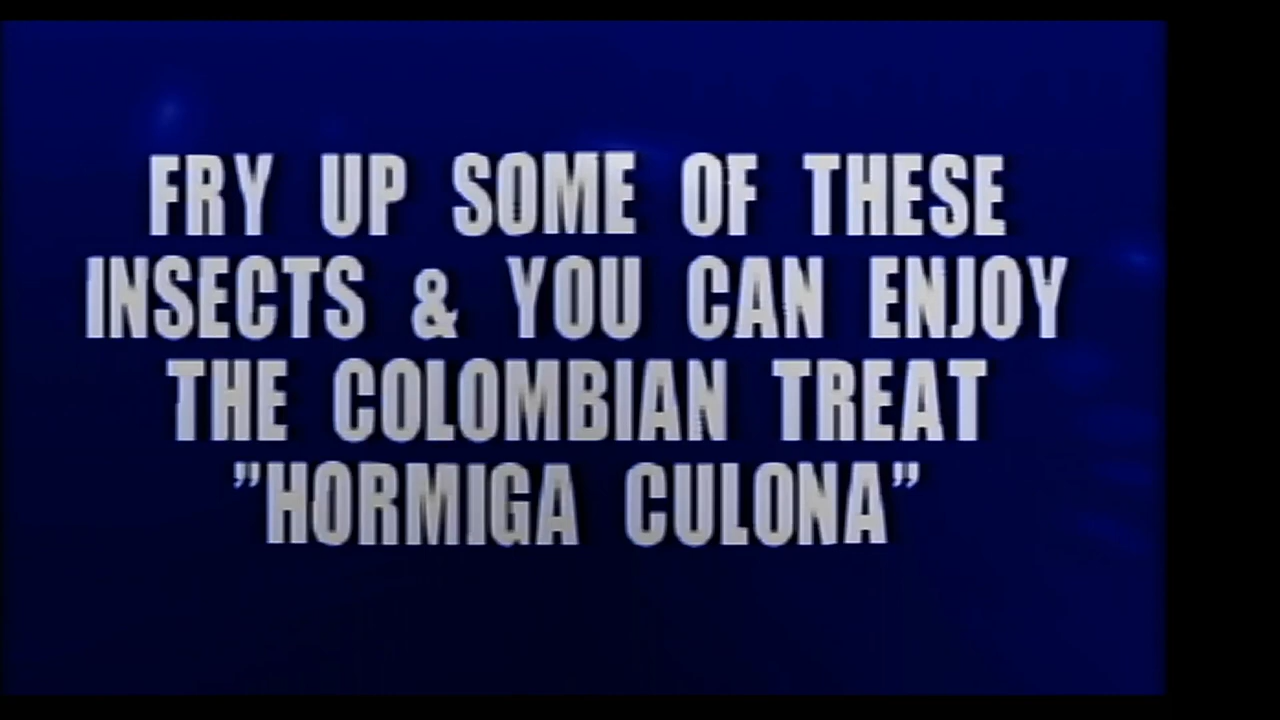 FRY UP SOME OF THESE
INSECTS & YOU CAN ENJOY
THE COLOMBIAN TREAT
"HORMIGA CULONA"